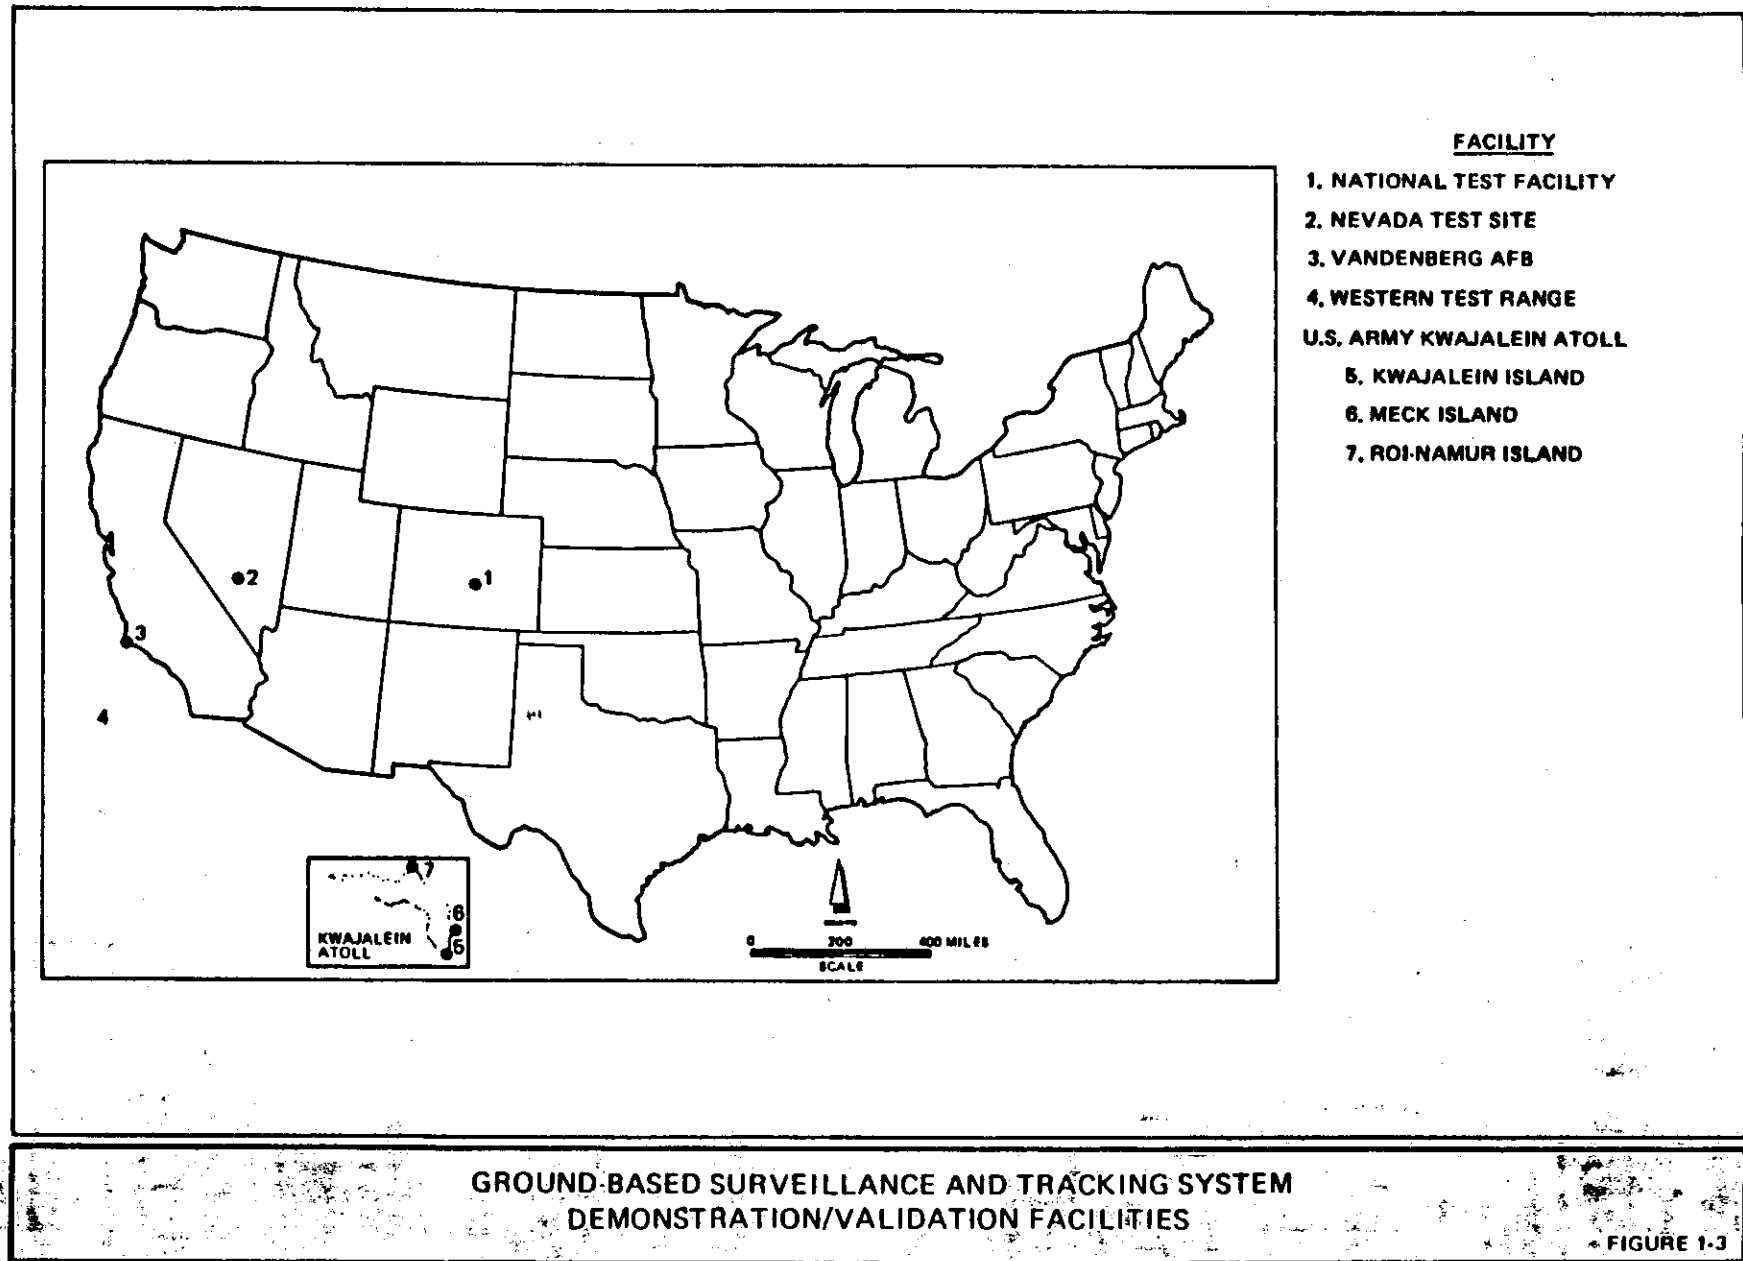 FACILITY
1. NATIONAL TEST FACILITY
2. NEVADA TEST SITE
3. VANDENBERG AFB
4. WESTERN TEST RANGE
U.S. ARMY KWAJALEIN ATOLL
5. KWAJALEIN ISLAND
6. MECK ISLAND
7. ROI-NAMUR ISLAND
2
1
3
4
7
6
5
KWAJALEIN
ATOLL
0 200 400 MILES
SCALE
GROUND-BASED SURVEILLANCE AND TRACKING SYSTEM
DEMONSTRATION/VALIDATION FACILITIES
FIGURE 1-3